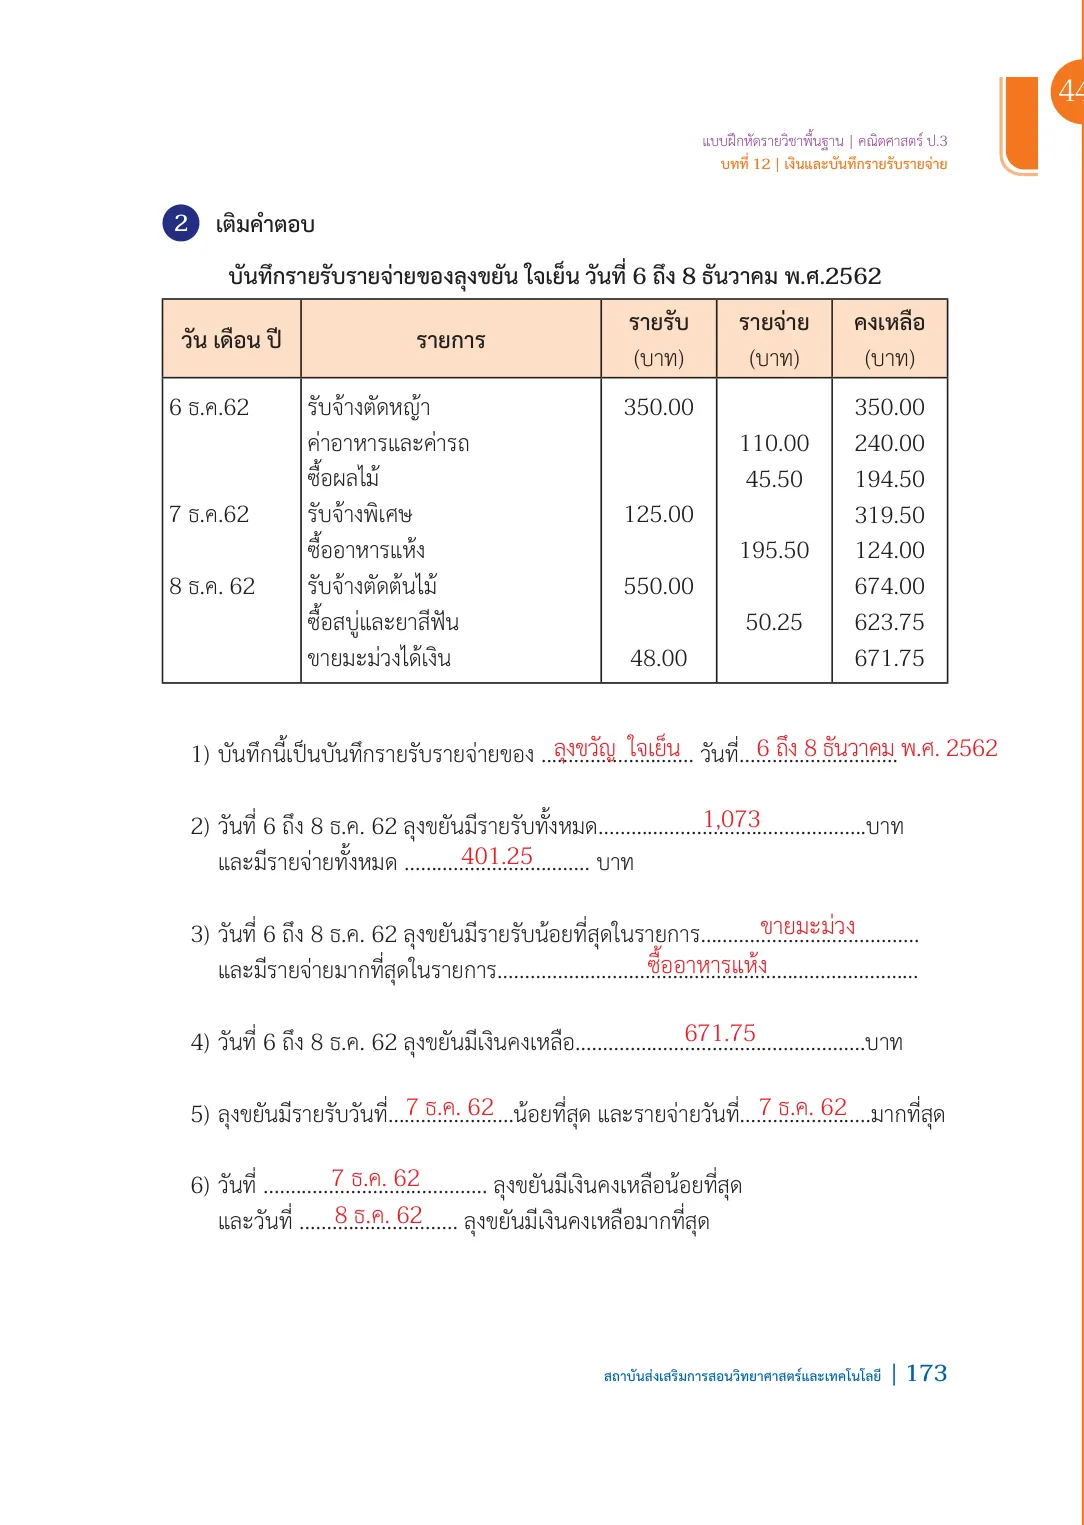 44
แบบฝึกหัดรายวิชาพื้นฐาน | คณิตศาสตร์ ป.3
บทที่ 12 | เงินและบันทึกรายรับรายจ่าย
2 เติมคำตอบ
บันทึกรายรับรายจ่ายของลุงขยัน ใจเย็น วันที่ 6 ถึง 8 ธันวาคม พ.ศ.2562
วัน เดือน ปี รายการ รายรับ (บาท) รายจ่าย (บาท) คงเหลือ (บาท)
6 ธ.ค.62 รับจ้างตัดหญ้า 350.00 350.00
ค่าอาหารและค่ารถ 110.00 240.00
ซื้อผลไม้ 45.50 194.50
7 ธ.ค.62 รับจ้างพิเศษ 125.00 319.50
ซื้ออาหารแห้ง 195.50 124.00
8 ธ.ค. 62 รับจ้างตัดต้นไม้ 550.00 674.00
ซื้อสบู่และยาสีฟัน 50.25 623.75
ขายมะม่วงได้เงิน 48.00 671.75
1) บันทึกนี้เป็นบันทึกรายรับรายจ่ายของ ลุงขวัญ ใจเย็น วันที่ 6 ถึง 8 ธันวาคม พ.ศ. 2562
2) วันที่ 6 ถึง 8 ธ.ค. 62 ลุงขยันมีรายรับทั้งหมด 1,073 บาท
และมีรายจ่ายทั้งหมด 401.25 บาท
3) วันที่ 6 ถึง 8 ธ.ค. 62 ลุงขยันมีรายรับน้อยที่สุดในรายการ ขายมะม่วง
และมีรายจ่ายมากที่สุดในรายการ ซื้ออาหารแห้ง
4) วันที่ 6 ถึง 8 ธ.ค. 62 ลุงขยันมีเงินคงเหลือ 671.75 บาท
5) ลุงขยันมีรายรับวันที่ 7 ธ.ค. 62 น้อยที่สุด และรายจ่ายวันที่ 7 ธ.ค. 62 มากที่สุด
6) วันที่ 7 ธ.ค. 62 ลุงขยันมีเงินคงเหลือน้อยที่สุด
และวันที่ 8 ธ.ค. 62 ลุงขยันมีเงินคงเหลือมากที่สุด
สถาบันส่งเสริมการสอนวิทยาศาสตร์และเทคโนโลยี | 173